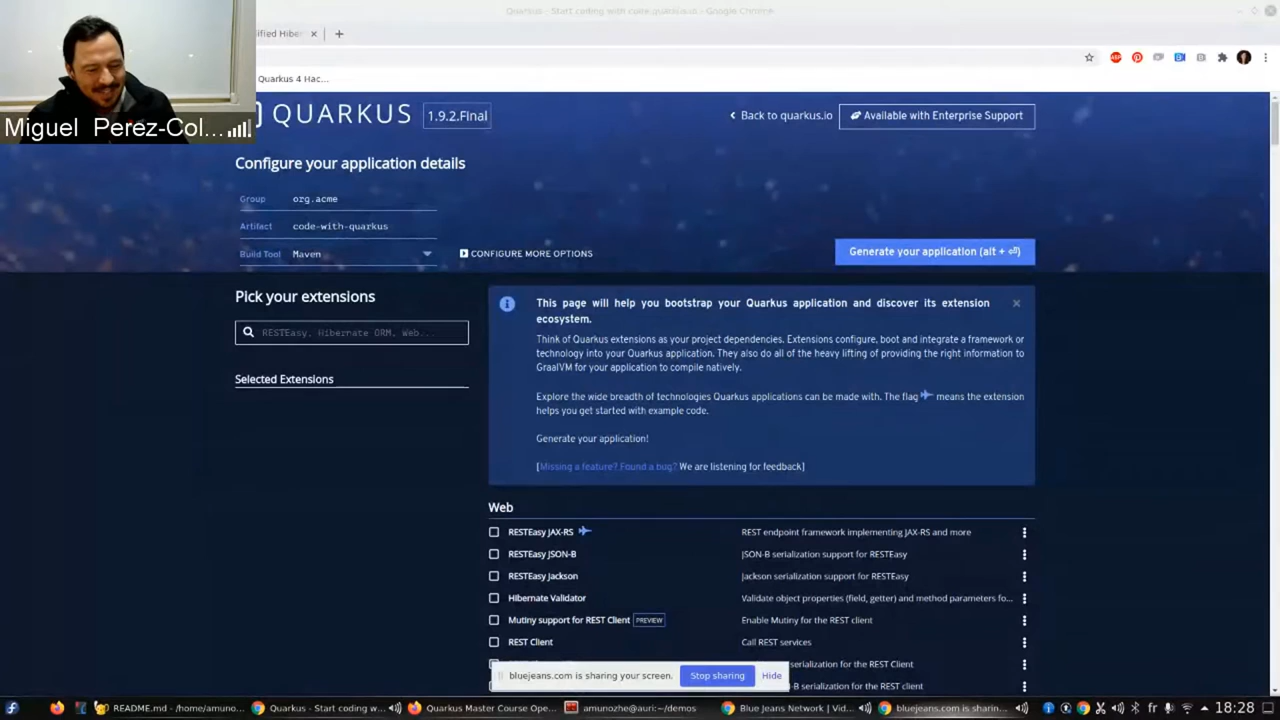 Quarkus - Start coding with code.quarkus.io - Google Chrome
ified Hiber
Quarkus 4 Hac...
Miguel Perez-Col...
QUARKUS 1.9.2.Final
Back to quarkus.io
Available with Enterprise Support
Configure your application details
Group org.acme
Artifact code-with-quarkus
Build Tool Maven
CONFIGURE MORE OPTIONS
Generate your application (alt + ⏎)
Pick your extensions
RESTEasy, Hibernate ORM, Web...
Selected Extensions
This page will help you bootstrap your Quarkus application and discover its extension
ecosystem.
Think of Quarkus extensions as your project dependencies. Extensions configure, boot and integrate a framework or
technology into your Quarkus application. They also do all of the heavy lifting of providing the right information to
GraalVM for your application to compile natively.
Explore the wide breadth of technologies Quarkus applications can be made with. The flag means the extension
helps you get started with example code.
Generate your application!
[Missing a feature? Found a bug? We are listening for feedback]
Web
RESTEasy JAX-RS REST endpoint framework implementing JAX-RS and more
RESTEasy JSON-B JSON-B serialization support for RESTEasy
RESTEasy Jackson Jackson serialization support for RESTEasy
Hibernate Validator Validate object properties (field, getter) and method parameters fo...
Mutiny support for REST Client PREVIEW Enable Mutiny for the REST client
REST Client Call REST services
serialization for the REST Client
bluejeans.com is sharing your screen. Stop sharing Hide
-B serialization for the REST client
README.md - /home/amuno...
Quarkus - Start coding w...
Quarkus Master Course Ope...
amunozhe@auri:~/demos
Blue Jeans Network | Vid...
bluejeans.com is sharin...
fr
18:28